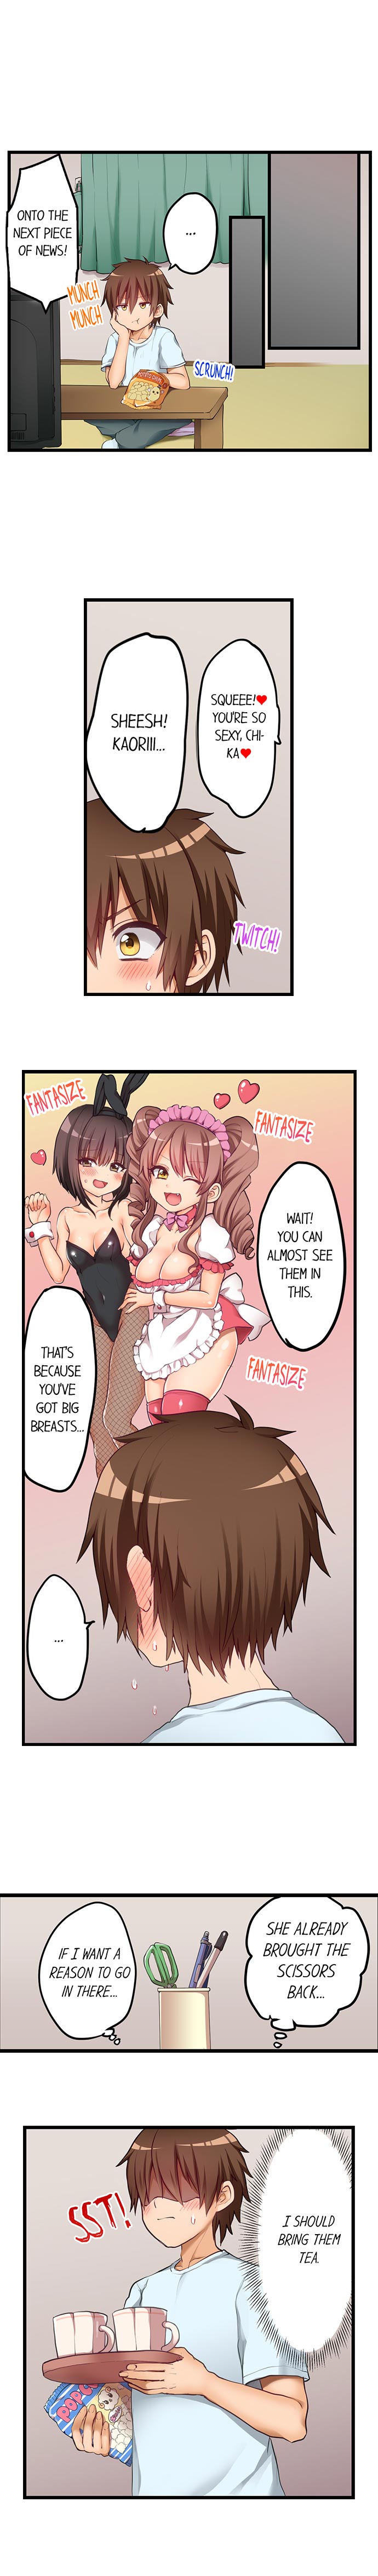 ONTO THE
NEXT PIECE
OF NEWS!
...
MUNCH
MUNCH
SCRUNCH!
SHEESH!
KAORIII...
SQUEEE!♥
YOU'RE SO
SEXY, CHI-
KA♥
TWITCH!
FANTASIZE
FANTASIZE
WAIT!
YOU CAN
ALMOST SEE
THEM IN
THIS.
THAT'S
BECAUSE
YOU'VE
GOT BIG
BREASTS...
FANTASIZE
...
SHE ALREADY
BROUGHT THE
SCISSORS
BACK...
IF I WANT A
REASON TO GO
IN THERE...
I SHOULD
BRING THEM
TEA.
SST!